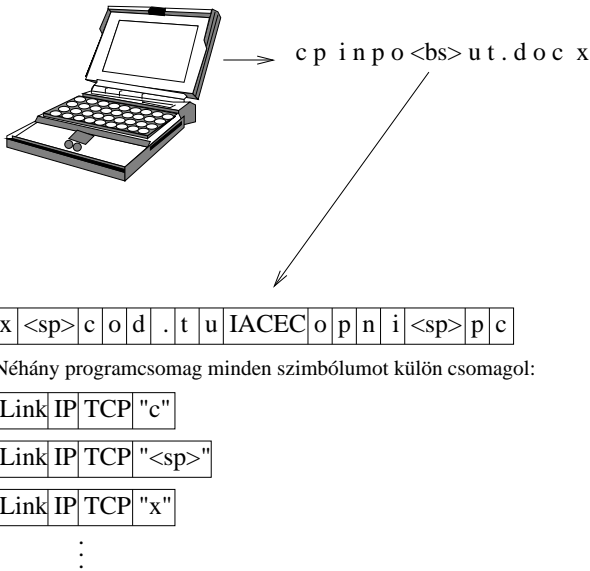 c p i n p o <bs> u t . d o c x
x <sp> c o d . t u IACEC o p n i <sp> p c
Néhány programcsomag minden szimbólumot külön csomagol:
Link IP TCP "c"
Link IP TCP "<sp>"
Link IP TCP "x"